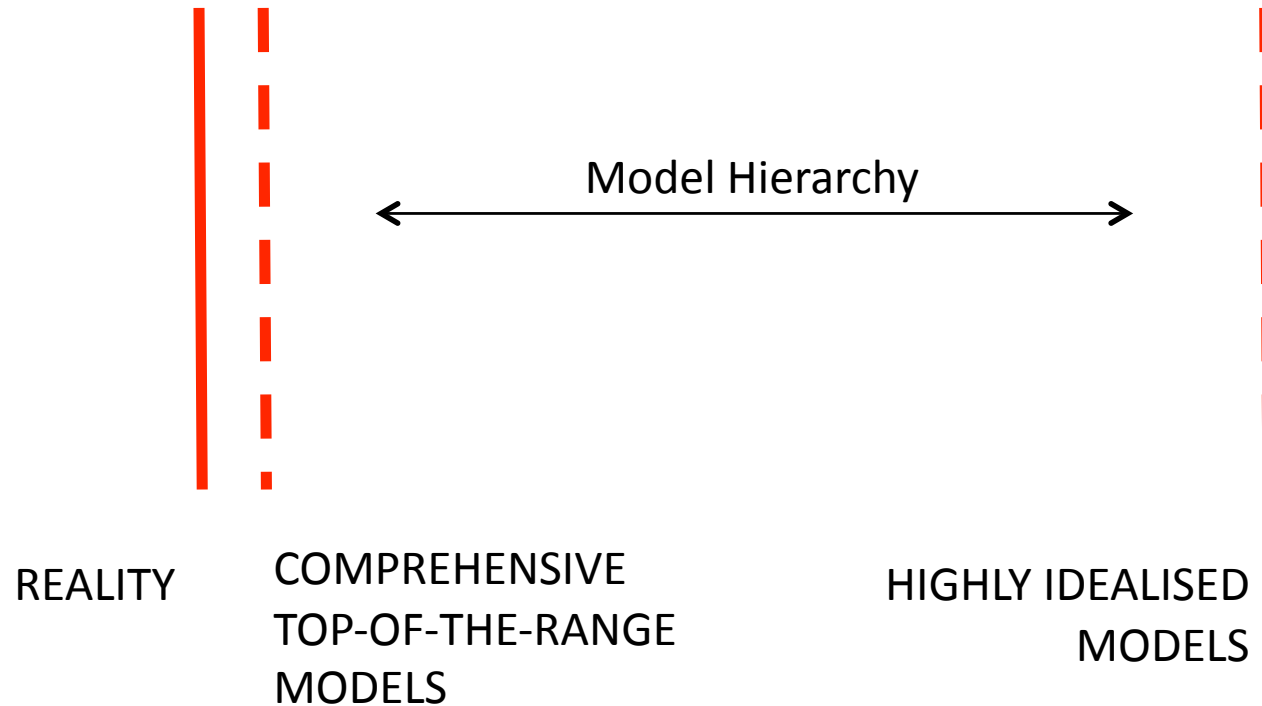 Model Hierarchy
REALITY
COMPREHENSIVE
TOP-OF-THE-RANGE
MODELS
HIGHLY IDEALISED
MODELS